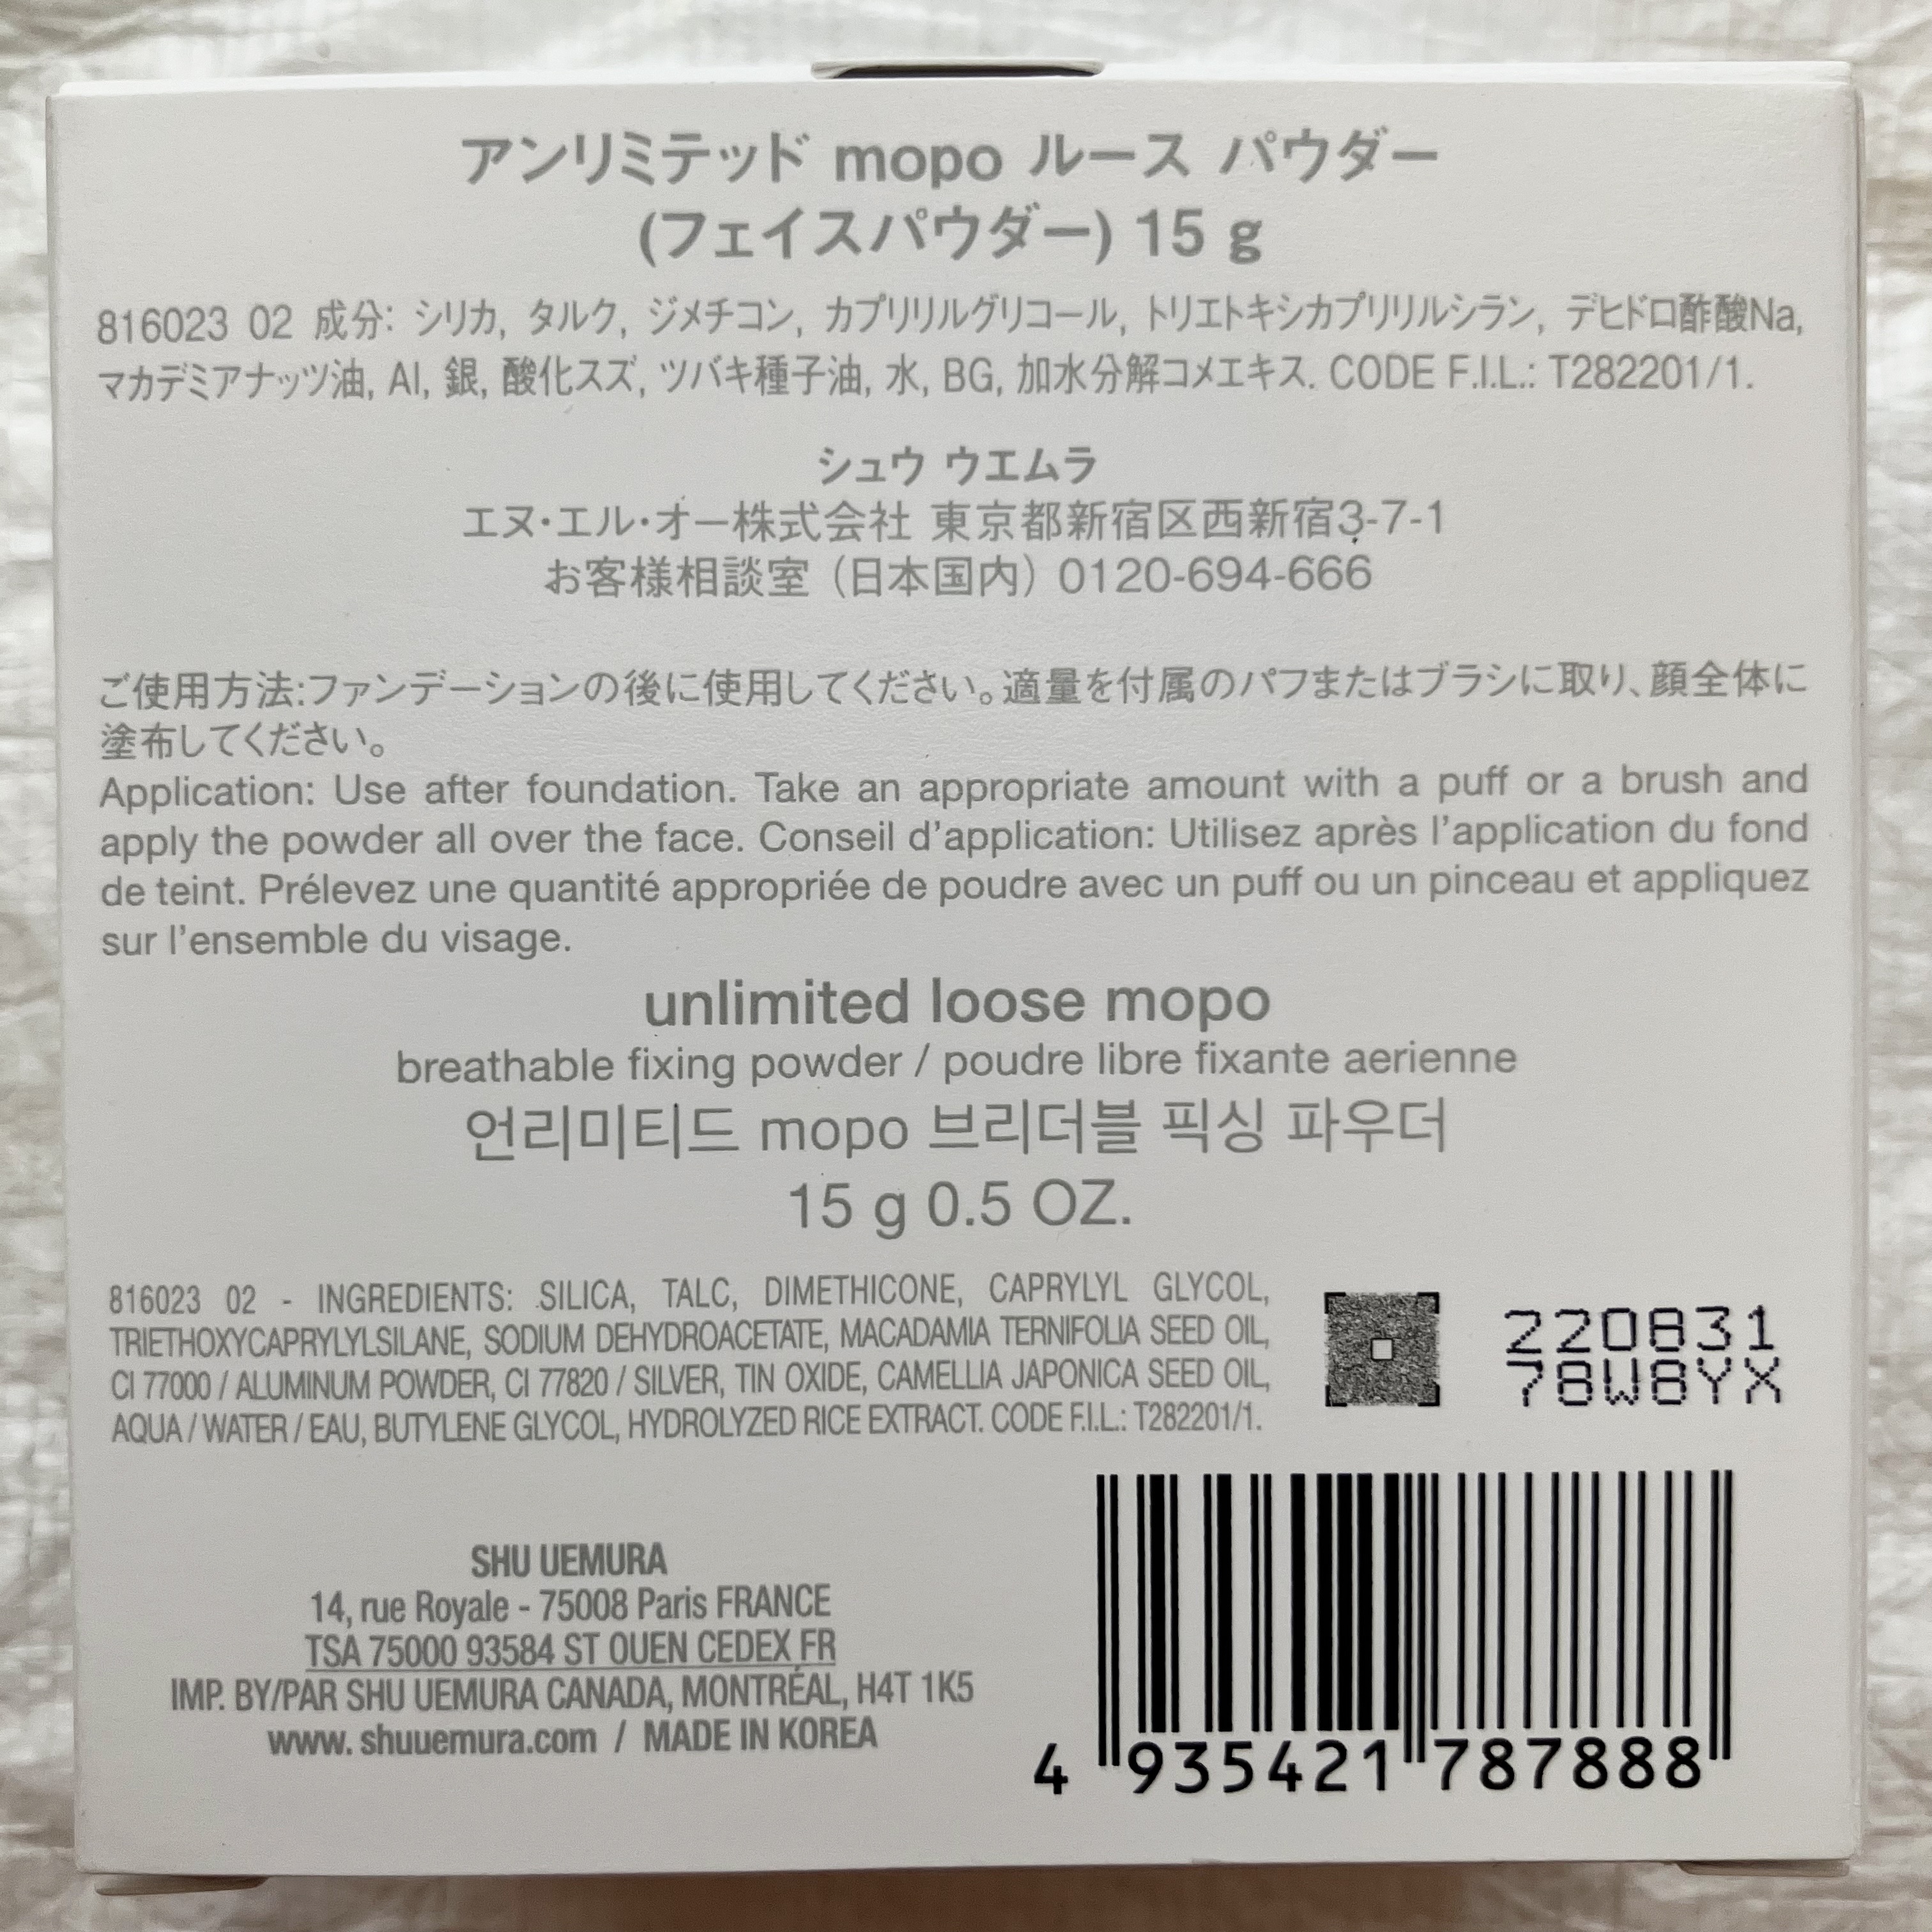 アンリミテッド mopo ルース パウダー
(フェイスパウダー) 15 g
816023 02 成分: シリカ, タルク, ジメチコン, カプリリルグリコール, トリエトキシカプリリルシラン, デヒドロ酢酸Na,
マカデミアナッツ油, Al, 銀, 酸化スズ, ツバキ種子油, 水, BG, 加水分解コメエキス. CODE F.I.L.: T282201/1.
シュウ ウエムラ
エヌ・エル・オー株式会社 東京都新宿区西新宿3-7-1
お客様相談室 (日本国内) 0120-694-666
ご使用方法:ファンデーションの後に使用してください。適量を付属のパフまたはブラシに取り、顔全体に
塗布してください。
Application: Use after foundation. Take an appropriate amount with a puff or a brush and
apply the powder all over the face. Conseil d’application: Utilisez après l’application du fond
de teint. Prélevez une quantité appropriée de poudre avec un puff ou un pinceau et appliquez
sur l’ensemble du visage.
unlimited loose mopo
breathable fixing powder / poudre libre fixante aerienne
언리미티드 mopo 브리더블 픽싱 파우더
15 g 0.5 OZ.
816023 02 - INGREDIENTS: SILICA, TALC, DIMETHICONE, CAPRYLYL GLYCOL,
TRIETHOXYCAPRYLYLSILANE, SODIUM DEHYDROACETATE, MACADAMIA TERNIFOLIA SEED OIL,
CI 77000 / ALUMINUM POWDER, CI 77820 / SILVER, TIN OXIDE, CAMELLIA JAPONICA SEED OIL,
AQUA / WATER / EAU, BUTYLENE GLYCOL, HYDROLYZED RICE EXTRACT. CODE F.I.L.: T282201/1.
220831
78W8YX
SHU UEMURA
14, rue Royale - 75008 Paris FRANCE
TSA 75000 93584 ST OUEN CEDEX FR
IMP. BY/PAR SHU UEMURA CANADA, MONTRÉAL, H4T 1K5
www. shuuemura.com / MADE IN KOREA
4 935421 787888